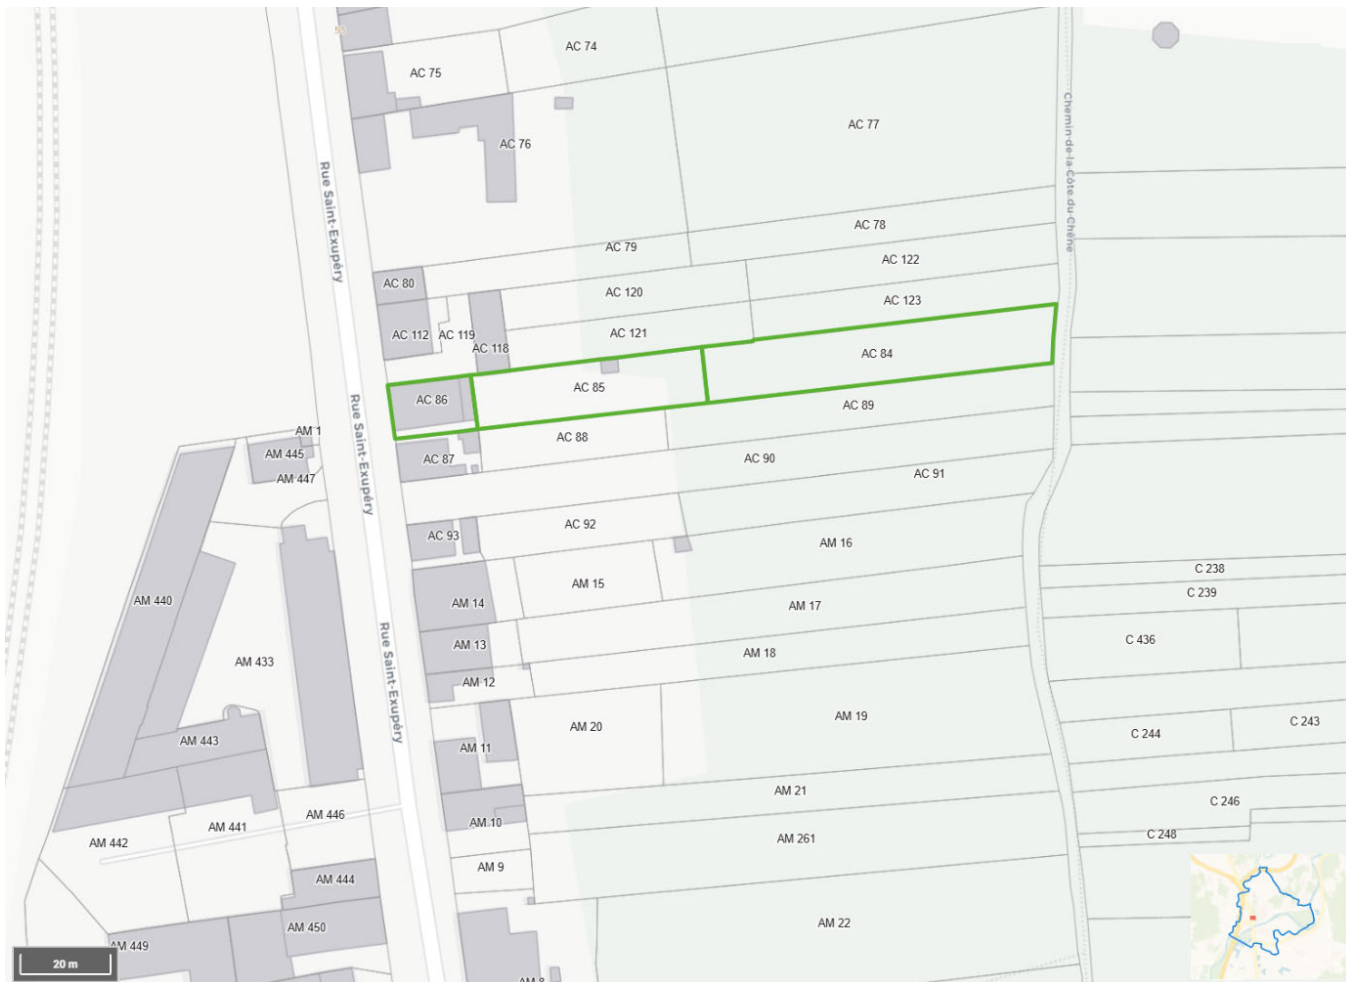 55
AC 74
AC 75
AC 77
AC 76
Chemin de la Côte du Chêne
Rue Saint-Exupéry
AC 78
AC 79
AC 122
AC 80
AC 120
AC 123
AC 112
AC 119
AC 121
AC 118
AC 84
AC 85
AC 86
AC 89
Rue Saint-Exupéry
AM 1
AC 88
AM 445
AC 87
AC 90
AM 447
AC 91
AC 92
AC 93
AM 16
C 238
AM 15
C 239
AM 440
AM 14
AM 17
C 436
AM 13
AM 18
AM 433
Rue Saint-Exupéry
AM 12
AM 19
C 243
AM 20
C 244
AM 443
AM 11
AM 21
C 246
AM 446
AM 10
AM 441
C 248
AM 442
AM 261
AM 9
AM 444
AM 22
AM 450
AM 449
20 m
AM 8